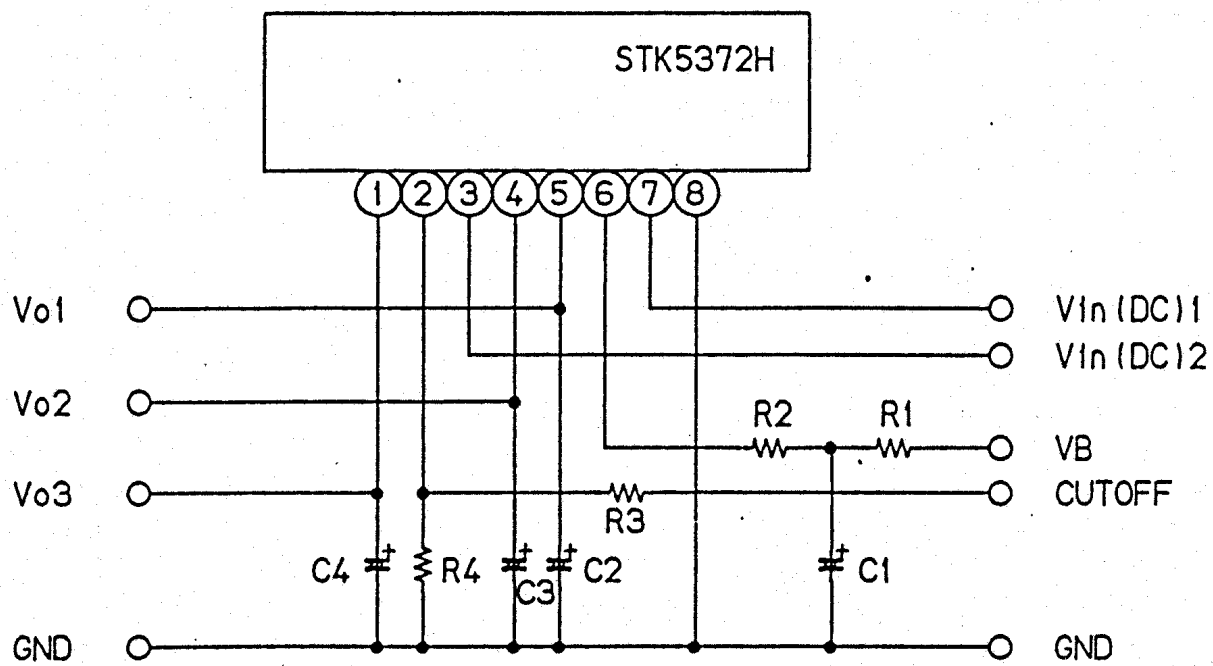 STK5372H
1 2 3 4 5 6 7 8
Vo1
Vin(DC)1
Vin(DC)2
Vo2
R2
R1
VB
Vo3
CUTOFF
R3
C4
+
R4
+
C3
+
C2
+
C1
GND
GND